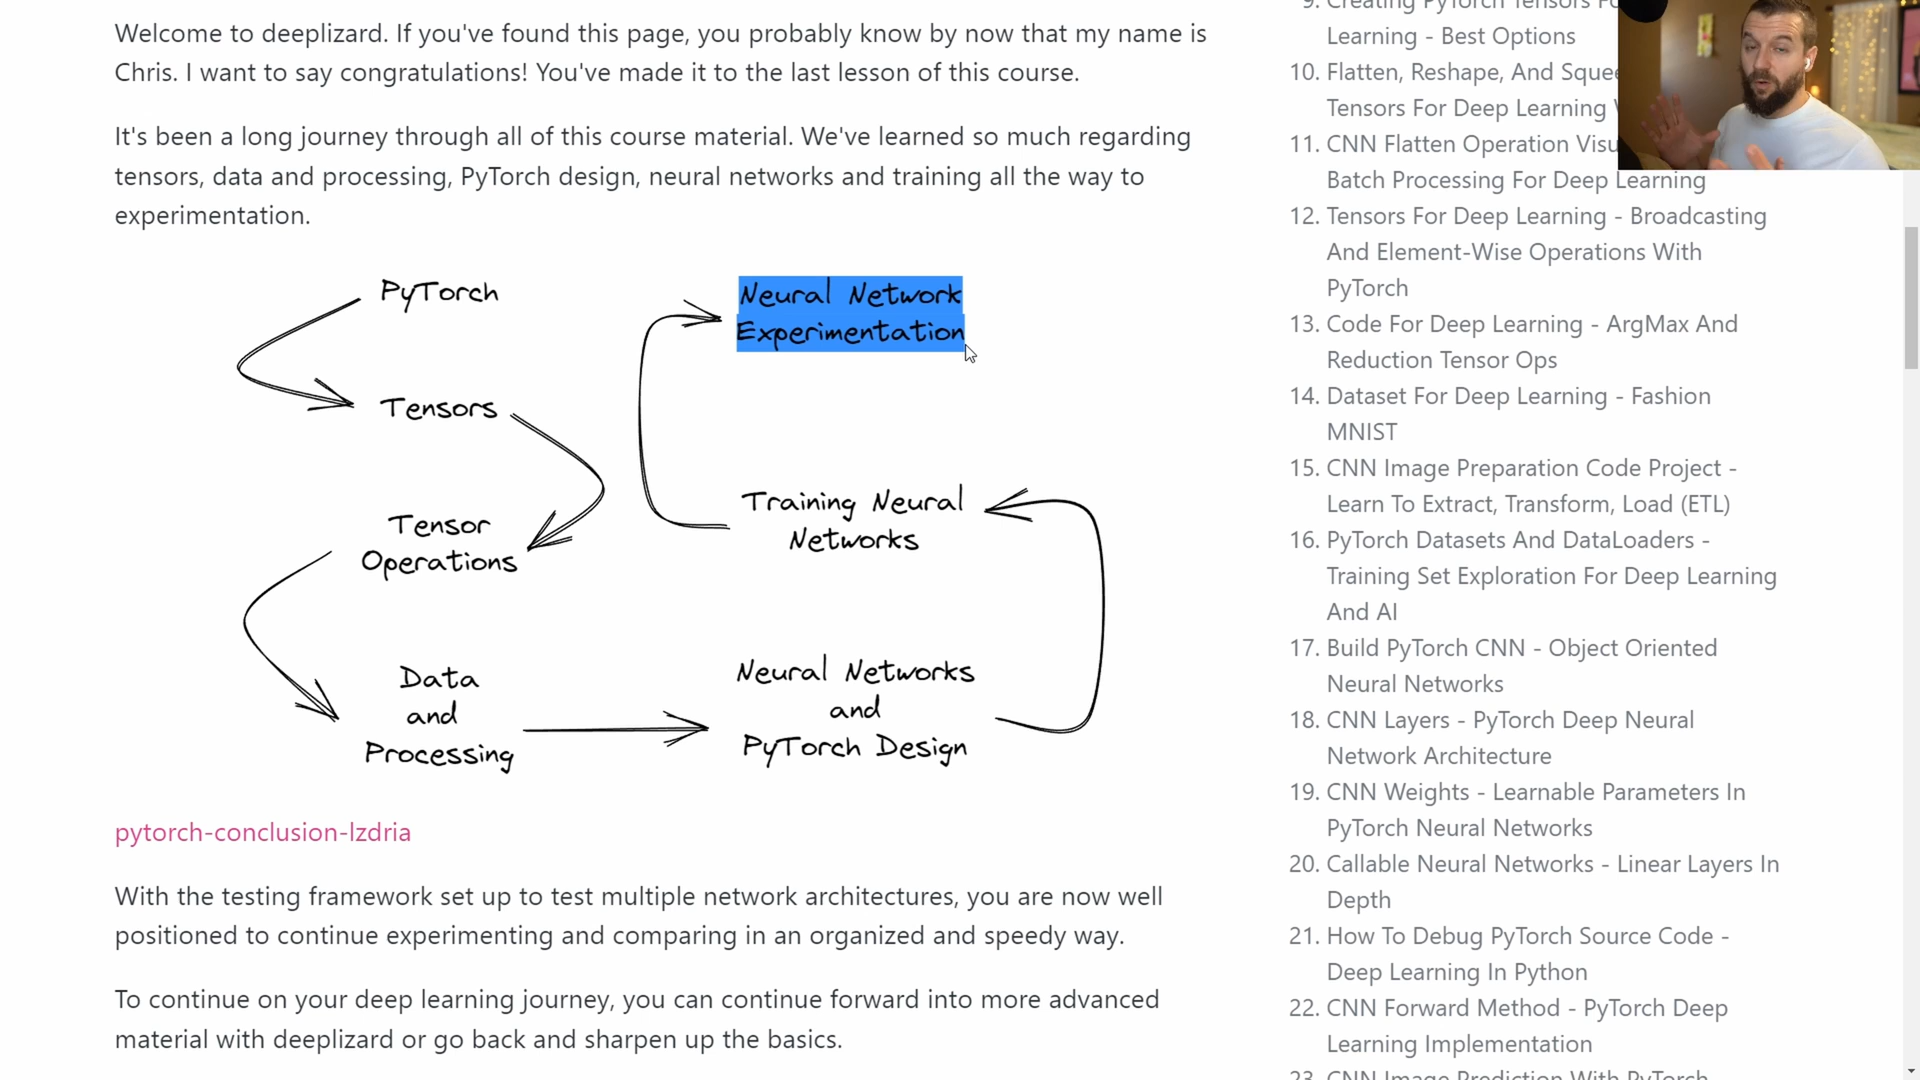 Welcome to deeplizard. If you've found this page, you probably know by now that my name is
Chris. I want to say congratulations! You've made it to the last lesson of this course.
It's been a long journey through all of this course material. We've learned so much regarding
tensors, data and processing, PyTorch design, neural networks and training all the way to
experimentation.
PyTorch
Tensors
Tensor
Operations
Data
and
Processing
Neural Networks
and
PyTorch Design
Training Neural
Networks
Neural Network
Experimentation
pytorch-conclusion-lzdria
With the testing framework set up to test multiple network architectures, you are now well
positioned to continue experimenting and comparing in an organized and speedy way.
To continue on your deep learning journey, you can continue forward into more advanced
material with deeplizard or go back and sharpen up the basics.
9. Creating PyTorch Tensors
Learning - Best Options
10. Flatten, Reshape, And
Tensors For Deep Learning
11. CNN Flatten Operation
Batch Processing For Deep Learning
12. Tensors For Deep Learning - Broadcasting
And Element-Wise Operations With
PyTorch
13. Code For Deep Learning - ArgMax And
Reduction Tensor Ops
14. Dataset For Deep Learning - Fashion
MNIST
15. CNN Image Preparation Code Project -
Learn To Extract, Transform, Load (ETL)
16. PyTorch Datasets And DataLoaders -
Training Set Exploration For Deep Learning
And AI
17. Build PyTorch CNN - Object Oriented
Neural Networks
18. CNN Layers - PyTorch Deep Neural
Network Architecture
19. CNN Weights - Learnable Parameters In
PyTorch Neural Networks
20. Callable Neural Networks - Linear Layers In
Depth
21. How To Debug PyTorch Source Code -
Deep Learning In Python
22. CNN Forward Method - PyTorch Deep
Learning Implementation
23. CNN Image Prediction With PyTorch